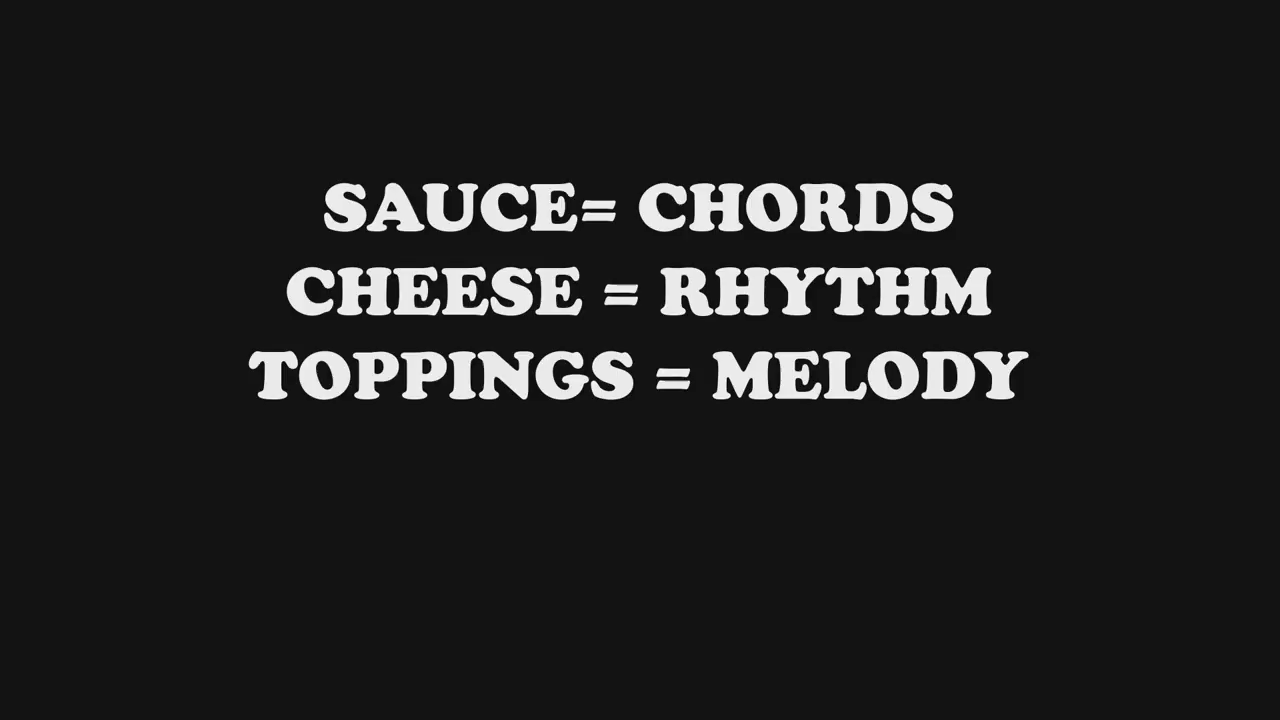 SAUCE= CHORDS
CHEESE = RHYTHM
TOPPINGS = MELODY